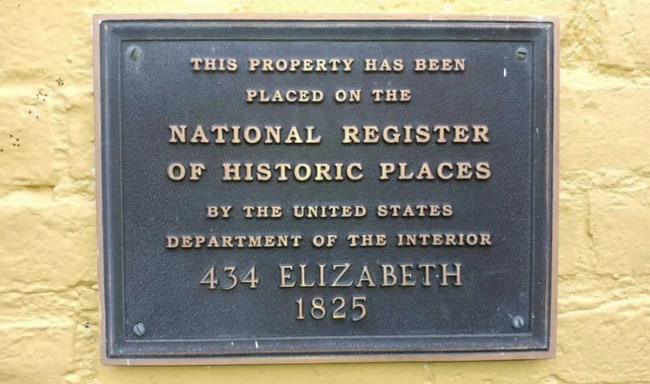 THIS PROPERTY HAS BEEN
PLACED ON THE
NATIONAL REGISTER
OF HISTORIC PLACES
BY THE UNITED STATES
DEPARTMENT OF THE INTERIOR
434 ELIZABETH
1825